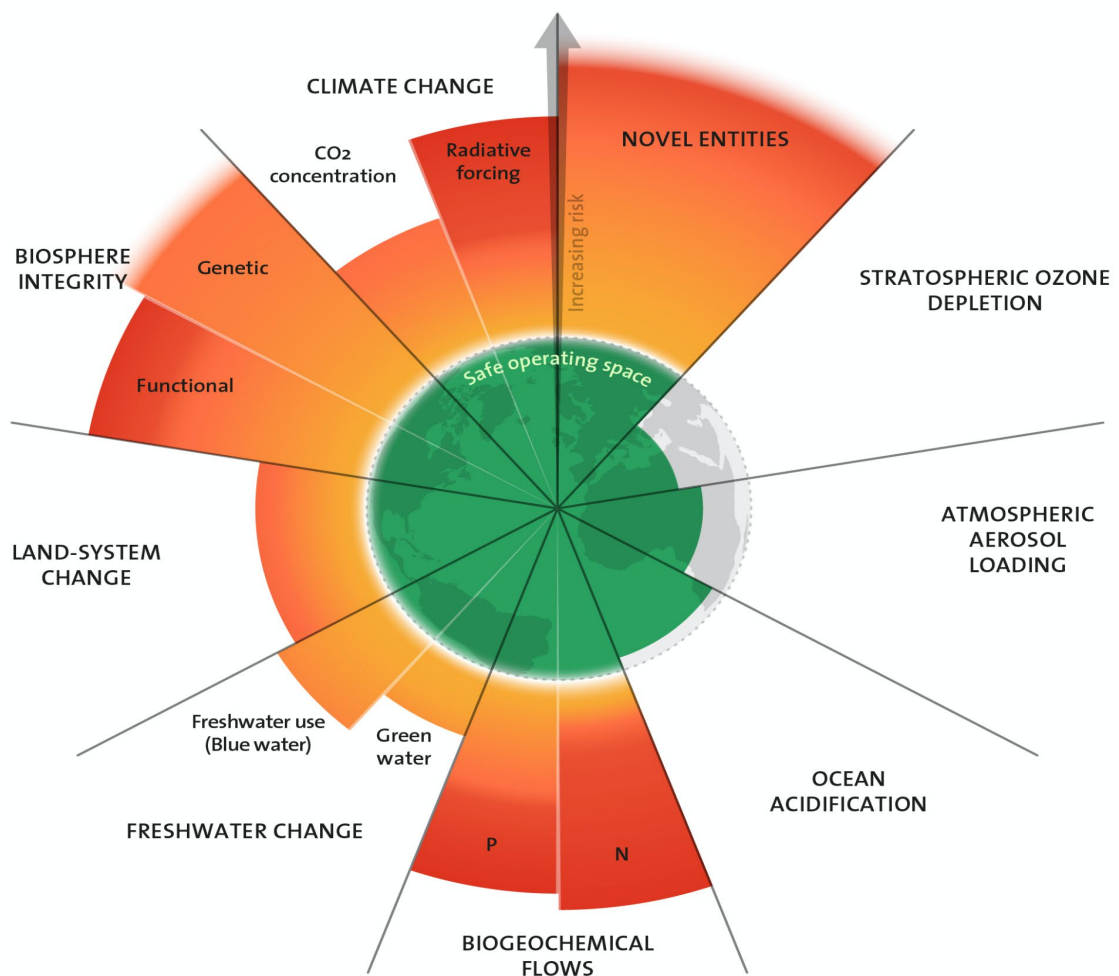 CLIMATE CHANGE
CO2
concentration
Radiative
forcing
NOVEL ENTITIES
Increasing risk
STRATOSPHERIC OZONE
DEPLETION
BIOSPHERE
INTEGRITY
Genetic
Functional
Safe operating space
ATMOSPHERIC
AEROSOL
LOADING
LAND-SYSTEM
CHANGE
Freshwater use
(Blue water)
Green
water
FRESHWATER CHANGE
P
N
OCEAN
ACIDIFICATION
BIOGEOCHEMICAL
FLOWS